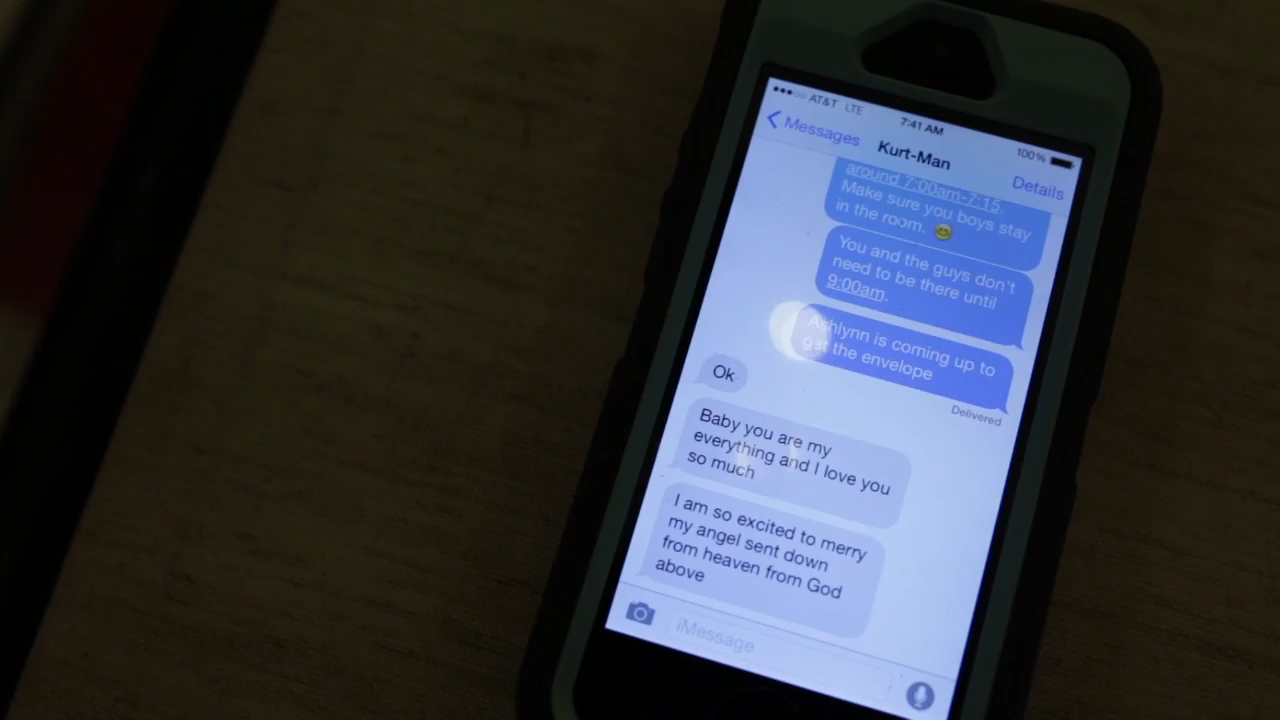 AT&T LTE 7:41 AM 100%
Messages Kurt-Man Details
around 7:00am-7:15.
Make sure you boys stay
in the room. 😊
You and the guys don't
need to be there until
9:00am.
Ashlynn is coming up to
get the envelope
Delivered
Ok
Baby you are my
everything and I love you
so much
I am so excited to merry
my angel sent down
from heaven from God
above
iMessage